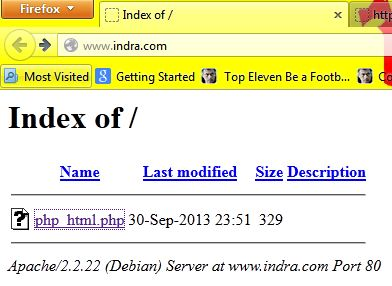 Firefox
Index of /
http
www.indra.com
Most Visited
Getting Started
Top Eleven Be a Footb...
Co
Index of /
Name Last modified Size Description
php_html.php 30-Sep-2013 23:51 329
Apache/2.2.22 (Debian) Server at www.indra.com Port 80